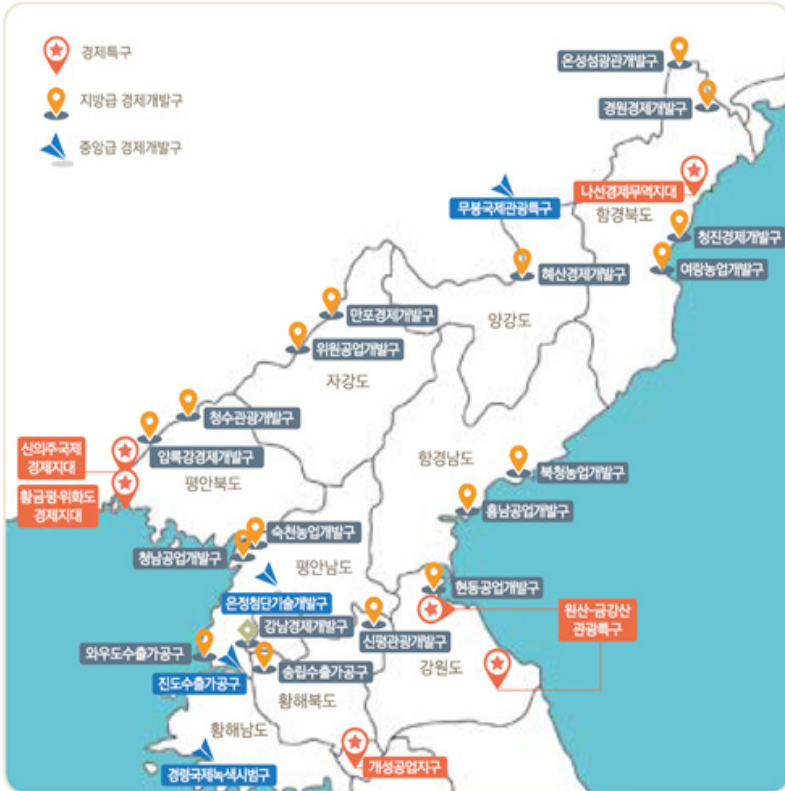 경제특구
지방급 경제개발구
중앙급 경제개발구
온성섬관광개발구
경원경제개발구
나선경제무역지대
무봉국제관광특구
함경북도
청진경제개발구
혜산경제개발구
여랑농업개발구
만포경제개발구
양강도
위원공업개발구
자강도
청수관광개발구
신의주국제
경제지대
압록강경제개발구
함경남도
북청농업개발구
평안북도
황금평·위화도
경제지대
흥남공업개발구
숙천농업개발구
청남공업개발구
평안남도
현동공업개발구
은정첨단기술개발구
원산-금강산
관광특구
강남경제개발구
신평관광개발구
와우도수출가공구
송림수출가공구
강원도
진도수출가공구
황해북도
황해남도
개성공업지구
경령국제녹색시범구